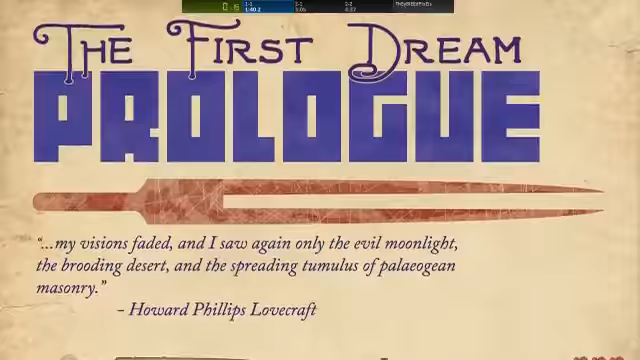 THE FIRST DREAM
PROLOGUE
“...my visions faded, and I saw again only the evil moonlight,
the brooding desert, and the spreading tumulus of palaeogean
masonry.”
– Howard Phillips Lovecraft